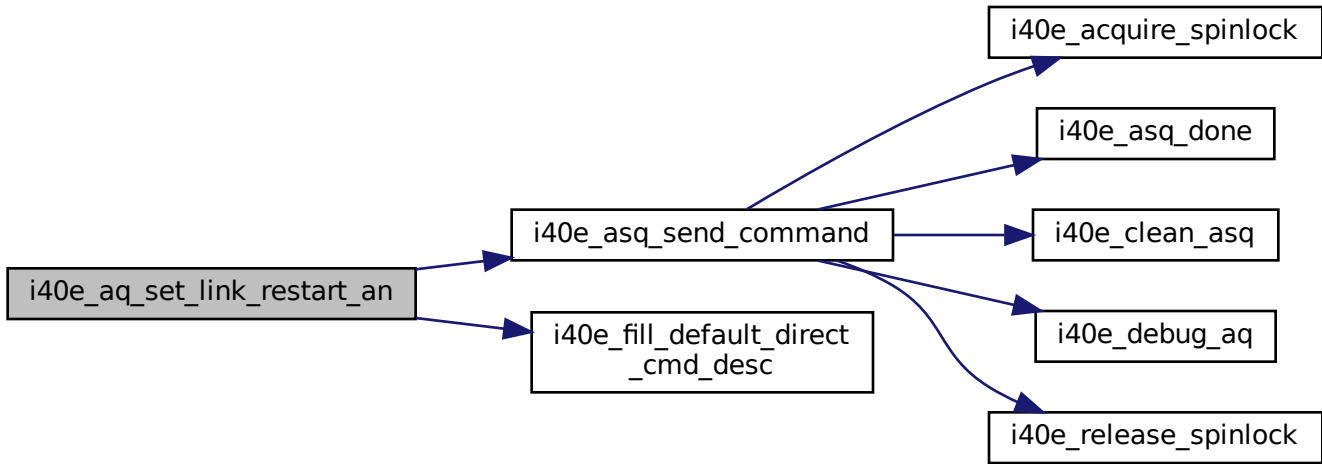 i40e_acquire_spinlock
i40e_asq_done
i40e_asq_send_command
i40e_clean_asq
i40e_aq_set_link_restart_an
i40e_fill_default_direct
_cmd_desc
i40e_debug_aq
i40e_release_spinlock